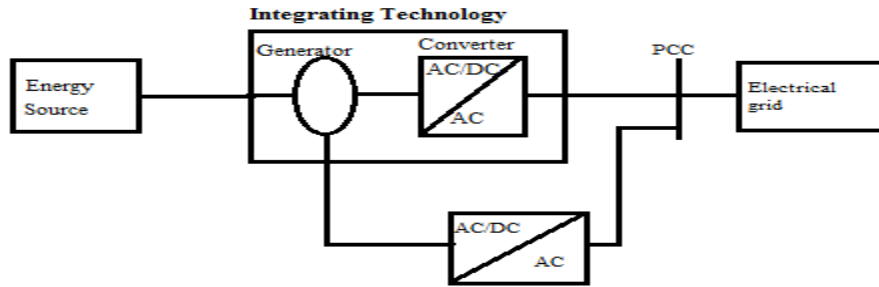 Integrating Technology
Generator
Converter
AC/DC
AC
PCC
Energy
Source
Electrical
grid
AC/DC
AC